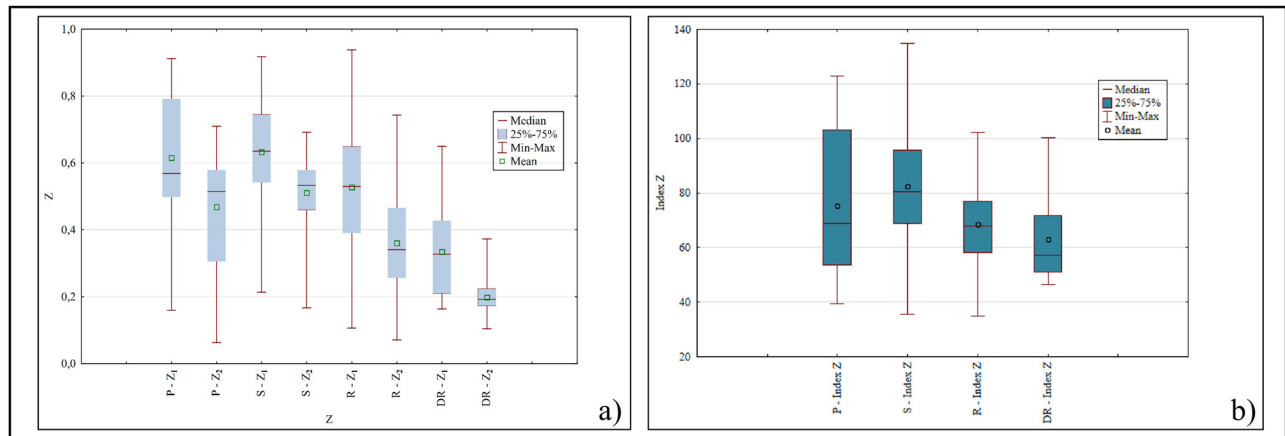 1,0
0,8
0,6
0,4
0,2
0,0
Z
Median
25%-75%
Min-Max
Mean
P - Z₁
P - Z₂
S - Z₁
S - Z₂
R - Z₁
R - Z₂
DR - Z₁
DR - Z₂
Z
a)
140
120
100
80
60
40
20
Index Z
Median
25%-75%
Min-Max
Mean
P - Index Z
S - Index Z
R - Index Z
DR - Index Z
b)